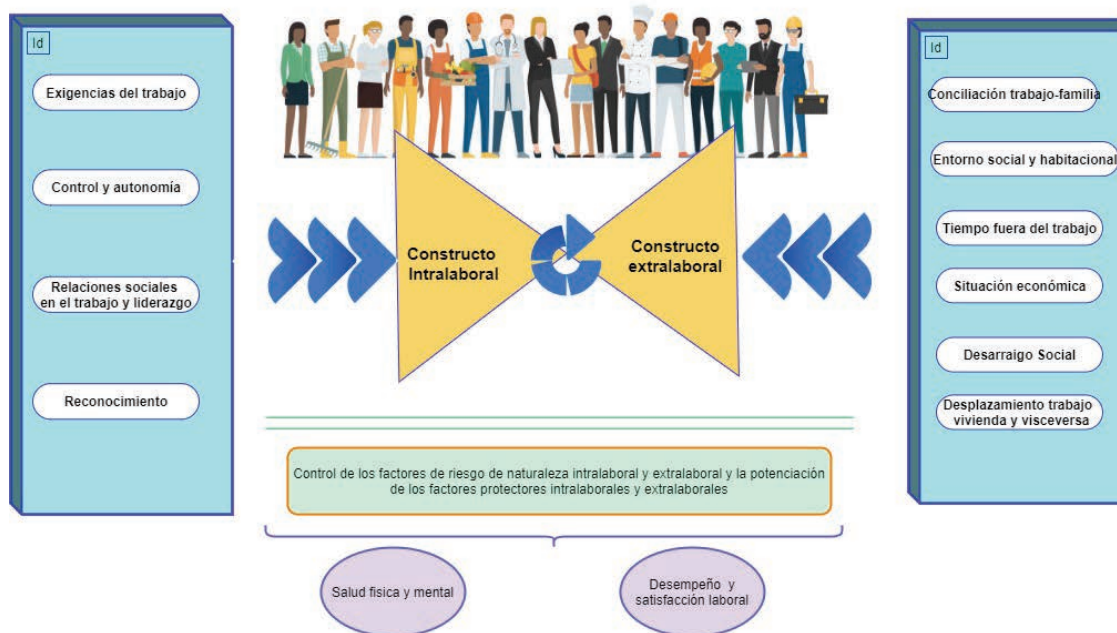 Id
Exigencias del trabajo
Control y autonomía
Relaciones sociales
en el trabajo y liderazgo
Reconocimiento
Constructo
Intralaboral
Constructo
extralaboral
Id
Conciliación trabajo-familia
Entorno social y habitacional
Tiempo fuera del trabajo
Situación económica
Desarraigo Social
Desplazamiento trabajo
vivienda y visceversa
Control de los factores de riesgo de naturaleza intralaboral y extralaboral y la potenciación
de los factores protectores intralaborales y extralaborales
Salud fisica y mental
Desempeño y
satisfacción laboral